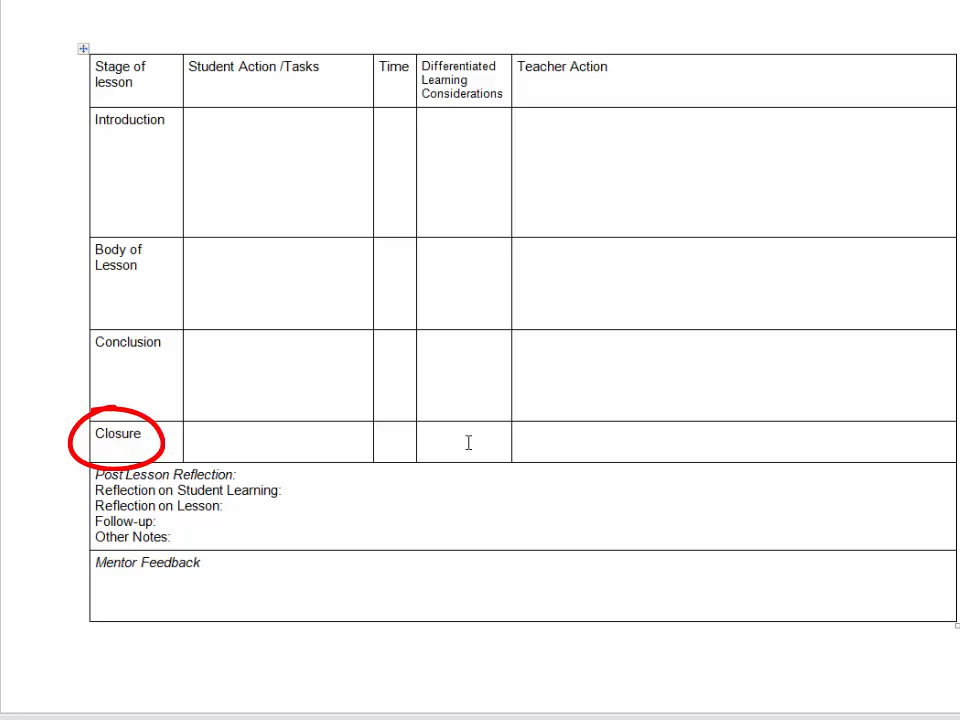 Stage of
lesson
Student Action /Tasks
Time
Differentiated
Learning
Considerations
Teacher Action
Introduction
Body of
Lesson
Conclusion
Closure
Post Lesson Reflection:
Reflection on Student Learning:
Reflection on Lesson:
Follow-up:
Other Notes:
Mentor Feedback